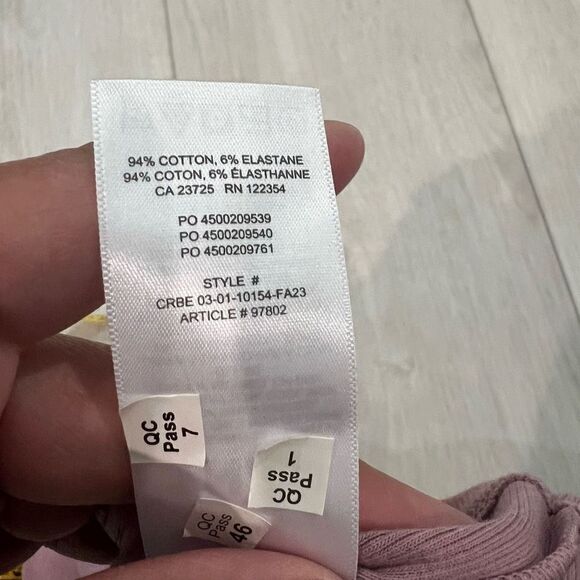 94% COTTON, 6% ELASTANE
94% COTON, 6% ÉLASTHANNE
CA 23725 RN 122354
PO 4500209539
PO 4500209540
PO 4500209761
STYLE #
CRBE 03-01-10154-FA23
ARTICLE # 97802
QC
Pass
7
QC
Pass
1
QC
Pass
46